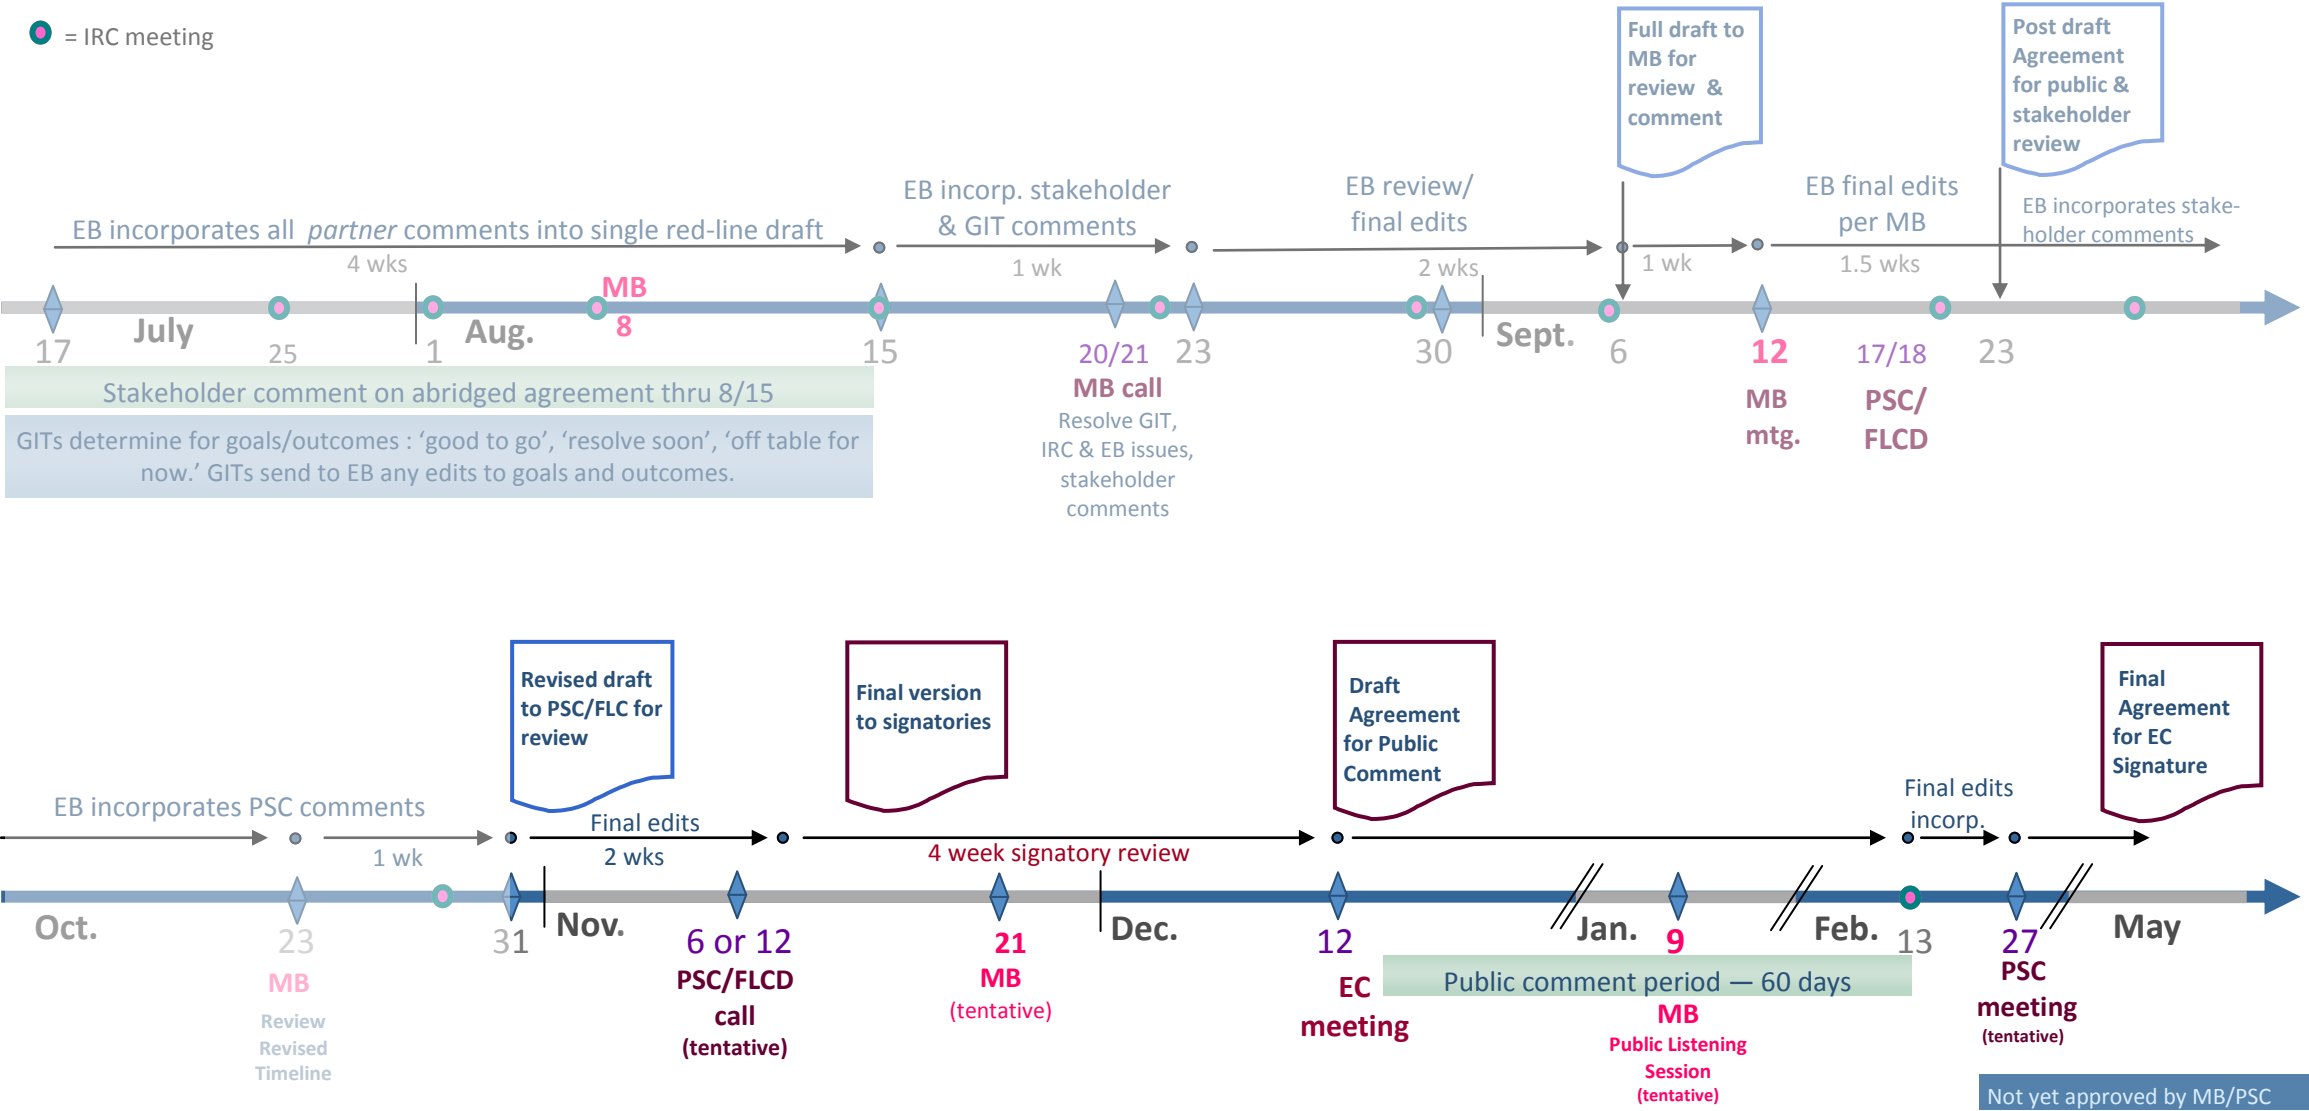 = IRC meeting
Full draft to
MB for
review & 
comment
Post draft
Agreement
for public &
stakeholder
review
EB incorporates all partner comments into single red-line draft
4 wks
EB incorp. stakeholder
& GIT comments
1 wk
EB review/
final edits
2 wks
1 wk
EB final edits
per MB
1.5 wks
EB incorporates stake-
holder comments
MB
8
17
July
25
1
Aug.
15
20/21
23
30
Sept.
6
12
17/18
23
MB call
Resolve GIT,
IRC & EB issues,
stakeholder
comments
MB
mtg.
PSC/
FLCD
Stakeholder comment on abridged agreement thru 8/15
GITs determine for goals/outcomes : ‘good to go’, ‘resolve soon’, ‘off table for
now.’ GITs send to EB any edits to goals and outcomes.
Revised draft
to PSC/FLC for
review
Final version
to signatories
Draft
Agreement
for Public
Comment
Final
Agreement
for EC
Signature
EB incorporates PSC comments
1 wk
Final edits
2 wks
4 week signatory review
Final edits
incorp.
Oct.
23
31
Nov.
6 or 12
21
Dec.
12
Jan.
9
Feb.
13
27
May
MB
Review
Revised
Timeline
PSC/FLCD
call
(tentative)
MB
(tentative)
EC
meeting
Public comment period — 60 days
MB
Public Listening
Session
(tentative)
PSC
meeting
(tentative)
Not yet approved by MB/PSC